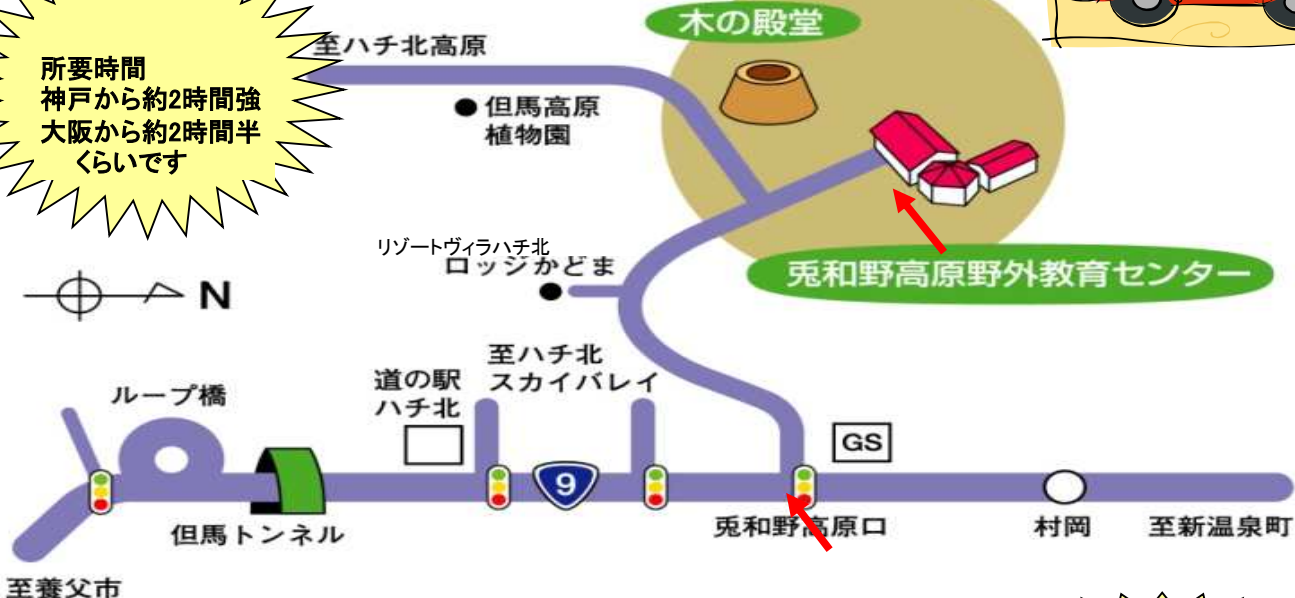 木の殿堂
至ハチ北高原
所要時間
神戸から約2時間強
大阪から約2時間半
くらいです
但馬高原
植物園
リゾートヴィラハチ北
ロッジかどま
兎和野高原野外教育センター
N
至ハチ北
スカイバレイ
道の駅
ハチ北
ループ橋
GS
9
但馬トンネル
兎和野高原口
村岡
至新温泉町
至養父市